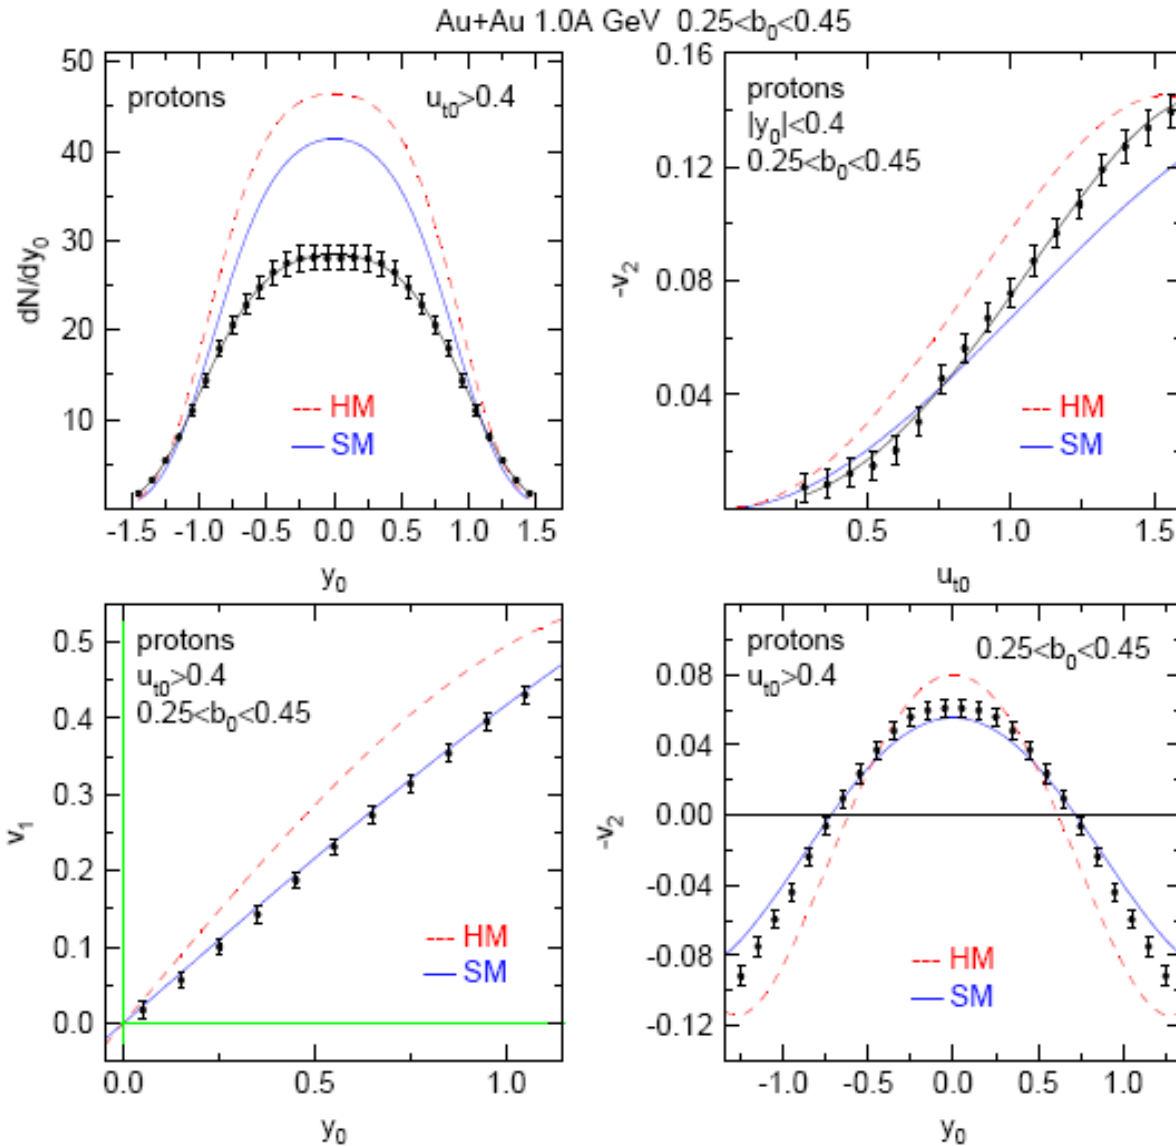 Au+Au 1.0A GeV 0.25<b₀<0.45
50
40
30
20
10
dN/dy₀
protons
u_t0>0.4
HM
SM
-1.5 -1.0 -0.5 0.0 0.5 1.0 1.5
y₀
0.16
0.12
0.08
0.04
-v₂
protons
|y₀|<0.4
0.25<b₀<0.45
HM
SM
0.5 1.0 1.5
u_t0
0.5
0.4
0.3
0.2
0.1
0.0
v₁
protons
u_t0>0.4
0.25<b₀<0.45
HM
SM
0.0 0.5 1.0
y₀
0.08
0.04
0.00
-0.04
-0.08
-0.12
-v₂
protons
u_t0>0.4
0.25<b₀<0.45
HM
SM
-1.0 -0.5 0.0 0.5 1.0
y₀